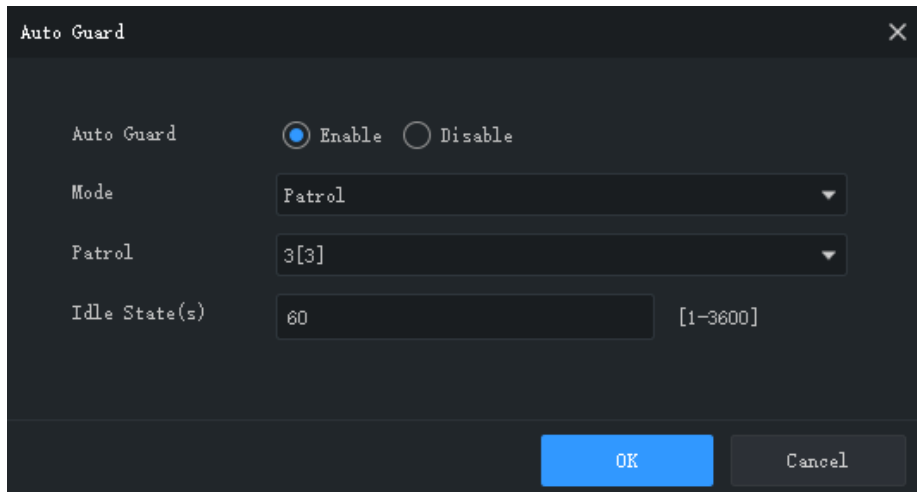 Auto Guard
Auto Guard Enable Disable
Mode Patrol
Patrol 3[3]
Idle State(s) 60 [1-3600]
OK Cancel